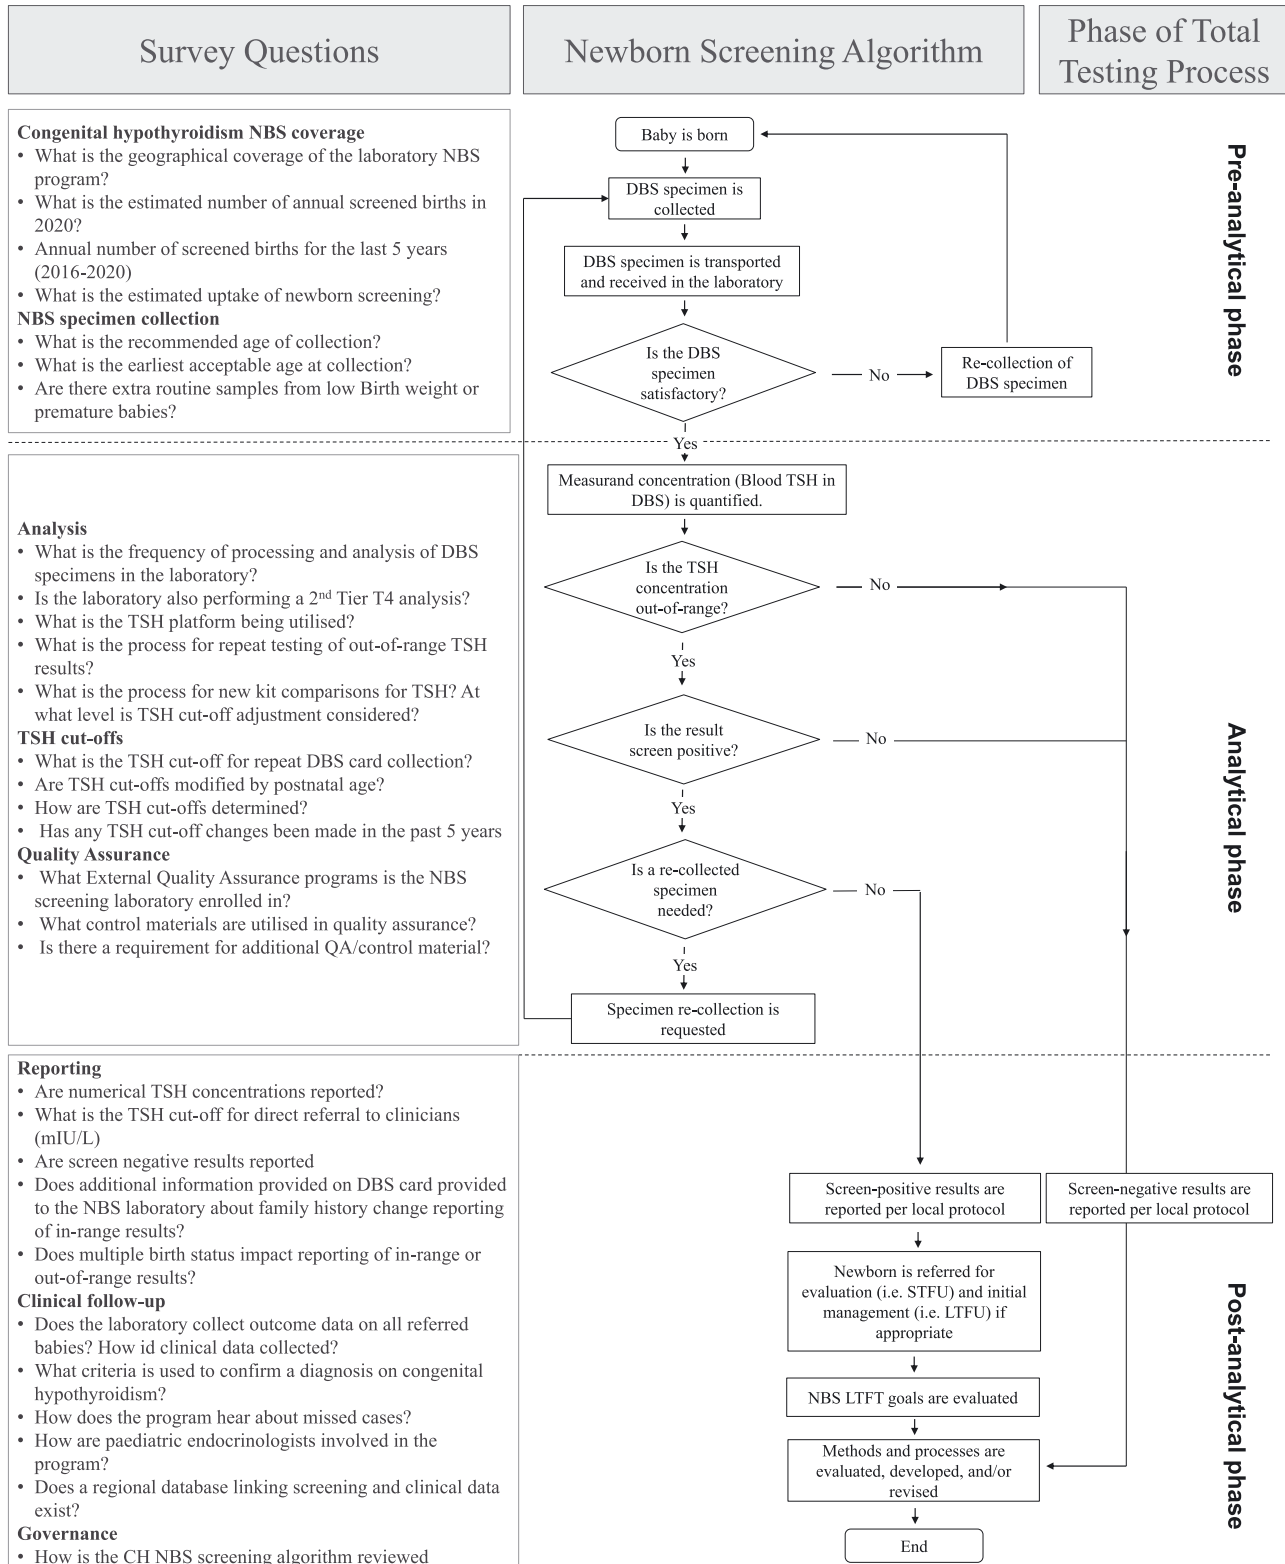 Survey Questions
Newborn Screening Algorithm
Phase of Total
Testing Process
Congenital hypothyroidism NBS coverage
• What is the geographical coverage of the laboratory NBS
program?
• What is the estimated number of annual screened births in
2020?
• Annual number of screened births for the last 5 years
(2016-2020)
• What is the estimated uptake of newborn screening?
NBS specimen collection
• What is the recommended age of collection?
• What is the earliest acceptable age at collection?
• Are there extra routine samples from low Birth weight or
premature babies?
Baby is born
DBS specimen is
collected
DBS specimen is transported
and received in the laboratory
Is the DBS
specimen
satisfactory?
No
Re-collection of
DBS specimen
Yes
Pre-analytical phase
Analysis
• What is the frequency of processing and analysis of DBS
specimens in the laboratory?
• Is the laboratory also performing a 2nd Tier T4 analysis?
• What is the TSH platform being utilised?
• What is the process for repeat testing of out-of-range TSH
results?
• What is the process for new kit comparisons for TSH? At
what level is TSH cut-off adjustment considered?
TSH cut-offs
• What is the TSH cut-off for repeat DBS card collection?
• Are TSH cut-offs modified by postnatal age?
• How are TSH cut-offs determined?
• Has any TSH cut-off changes been made in the past 5 years
Quality Assurance
• What External Quality Assurance programs is the NBS
screening laboratory enrolled in?
• What control materials are utilised in quality assurance?
• Is there a requirement for additional QA/control material?
Measurand concentration (Blood TSH in
DBS) is quantified.
Is the TSH
concentration
out-of-range?
No
Yes
Is the result
screen positive?
No
Yes
Is a re-collected
specimen
needed?
No
Yes
Specimen re-collection is
requested
Analytical phase
Reporting
• Are numerical TSH concentrations reported?
• What is the TSH cut-off for direct referral to clinicians
(mIU/L)
• Are screen negative results reported
• Does additional information provided on DBS card provided
to the NBS laboratory about family history change reporting
of in-range results?
• Does multiple birth status impact reporting of in-range or
out-of-range results?
Clinical follow-up
• Does the laboratory collect outcome data on all referred
babies? How id clinical data collected?
• What criteria is used to confirm a diagnosis on congenital
hypothyroidism?
• How does the program hear about missed cases?
• How are paediatric endocrinologists involved in the
program?
• Does a regional database linking screening and clinical data
exist?
Governance
• How is the CH NBS screening algorithm reviewed
Screen-positive results are
reported per local protocol
Screen-negative results are
reported per local protocol
Newborn is referred for
evaluation (i.e. STFU) and initial
management (i.e. LTFU) if
appropriate
NBS LTFT goals are evaluated
Methods and processes are
evaluated, developed, and/or
revised
End
Post-analytical phase